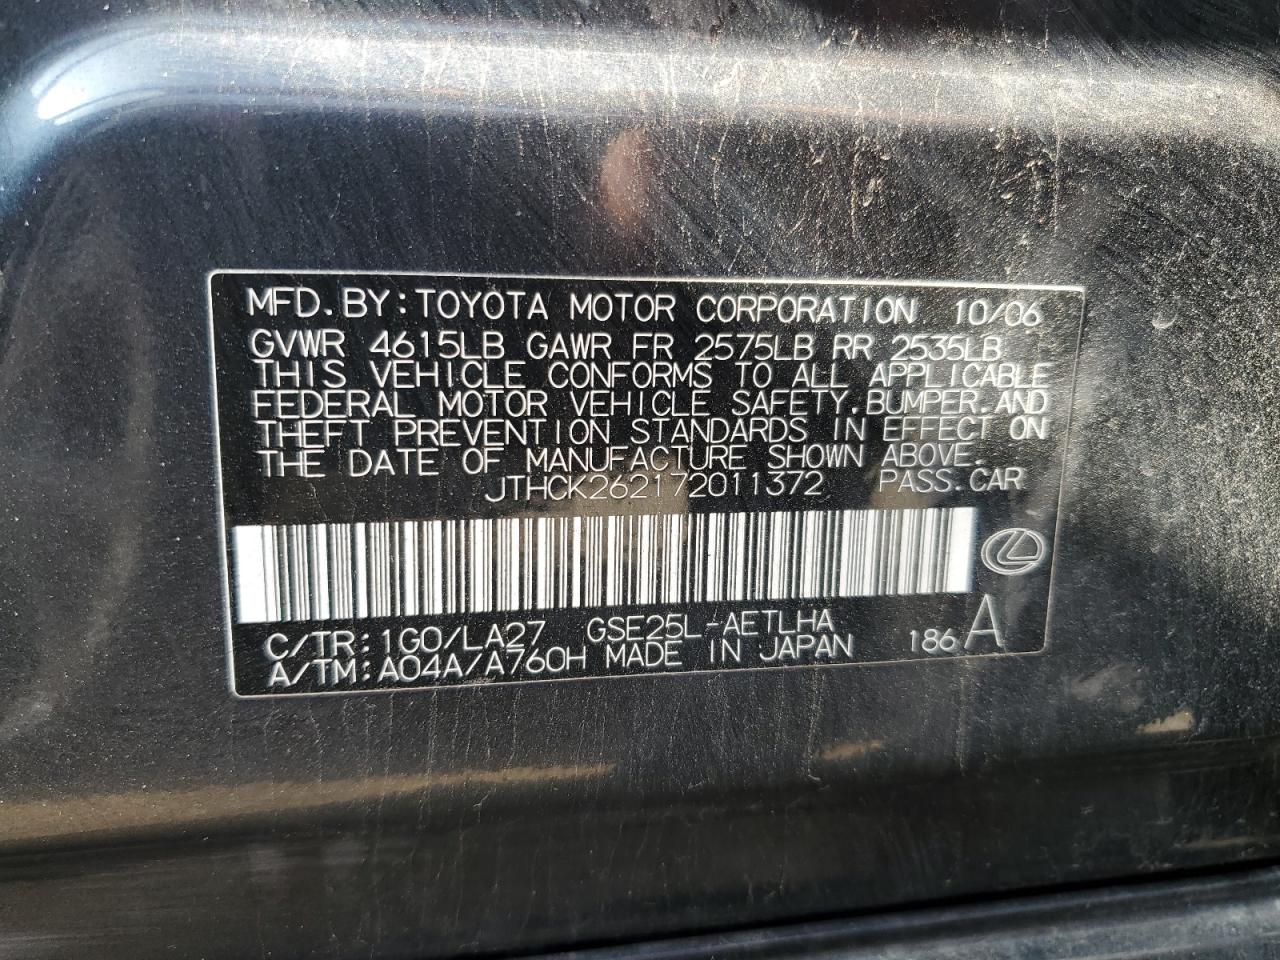 MFD.BY:TOYOTA MOTOR CORPORATION 10/06
GVWR 4615LB GAWR FR 2575LB RR 2535LB
THIS VEHICLE CONFORMS TO ALL APPLICABLE
FEDERAL MOTOR VEHICLE SAFETY.BUMPER.AND
THEFT PREVENTION STANDARDS IN EFFECT ON
THE DATE OF MANUFACTURE SHOWN ABOVE.
JTHCK262172011372 PASS.CAR
C/TR:1G0/LA27 GSE25L-AETLHA
A/TM:A04A/A760H MADE IN JAPAN 186 A